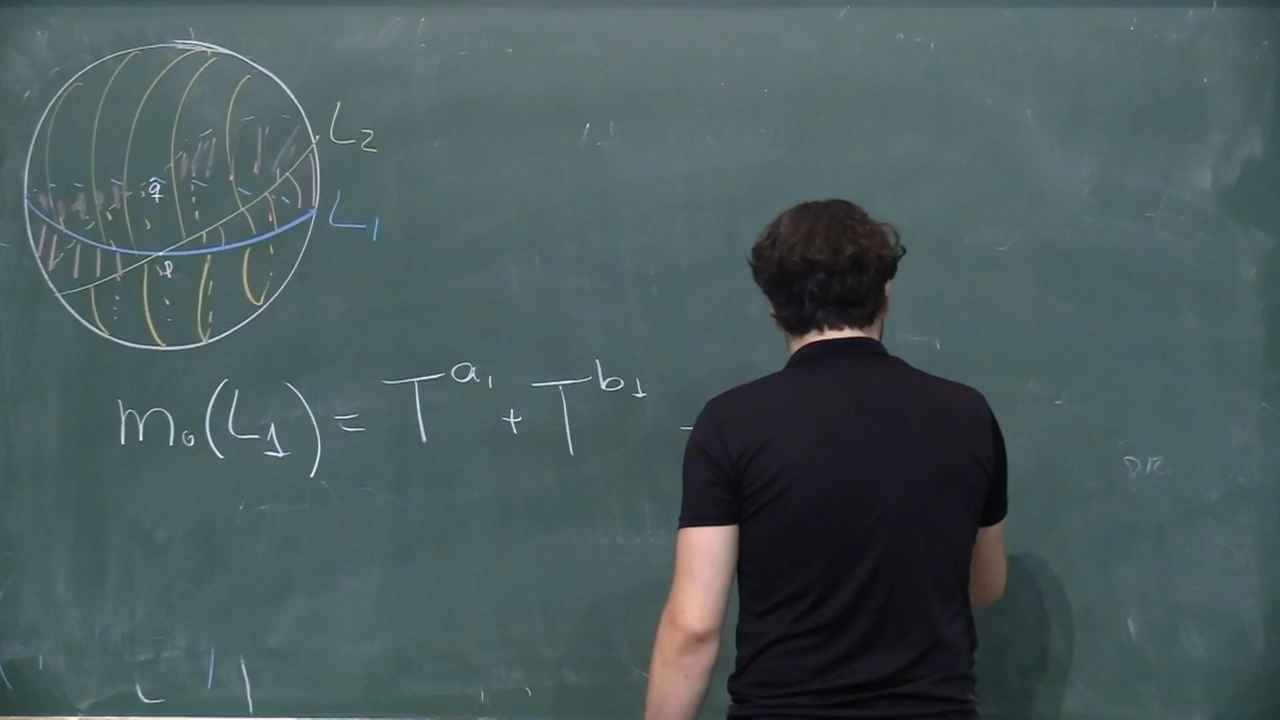 L₂
L₁
q
p
m₀(L₁) = T^{a₁} + T^{b₁} -